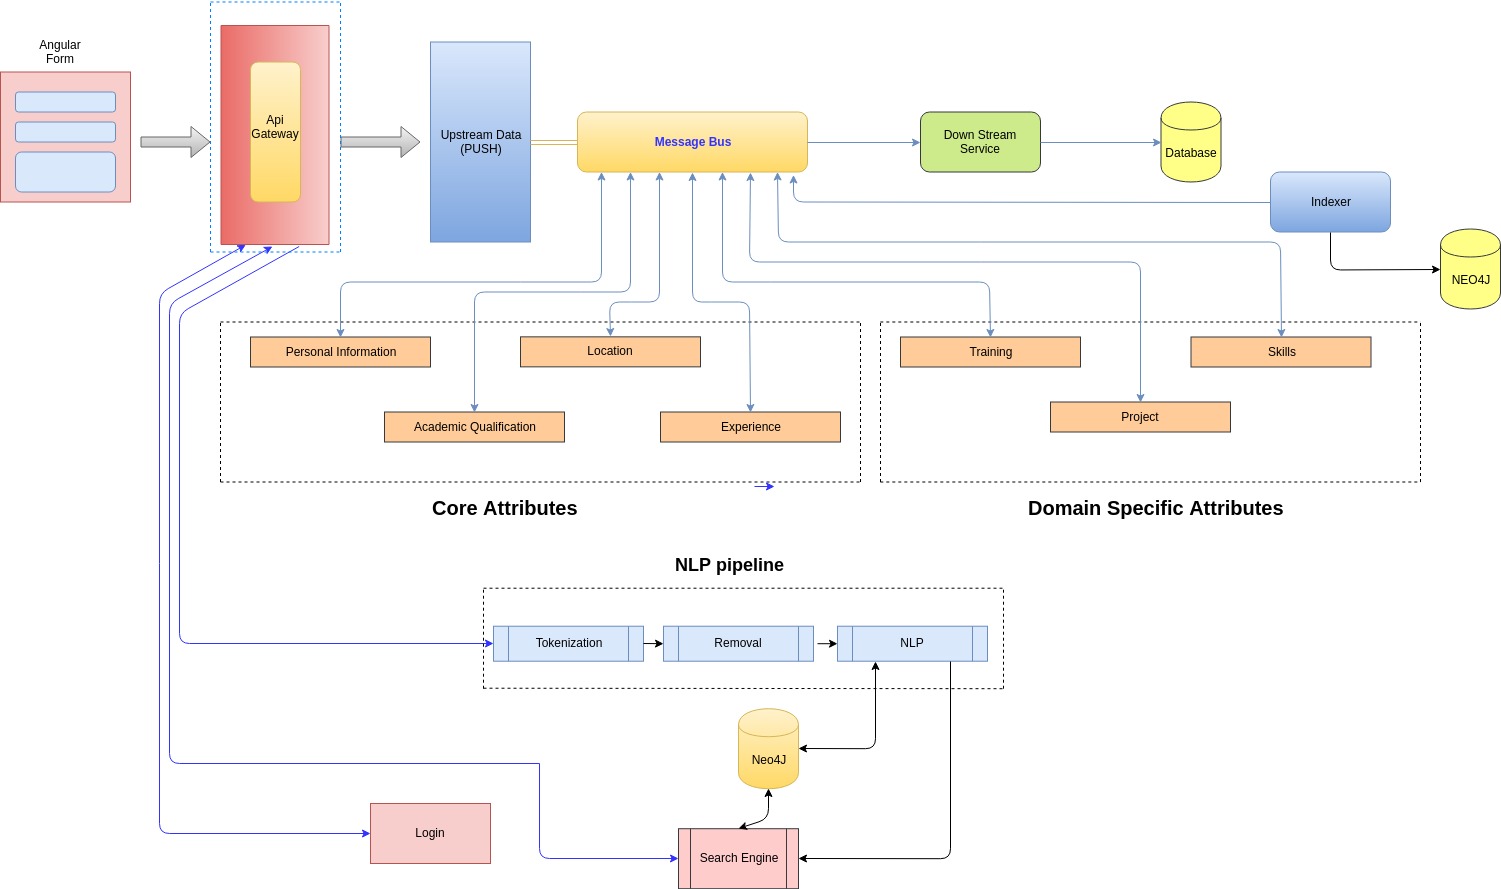 Angular
Form
Api
Gateway
Upstream Data
(PUSH)
Message Bus
Down Stream
Service
Database
Indexer
NEO4J
Personal Information
Location
Training
Skills
Academic Qualification
Experience
Project
Core Attributes
Domain Specific Attributes
NLP pipeline
Tokenization
Removal
NLP
Neo4J
Login
Search Engine